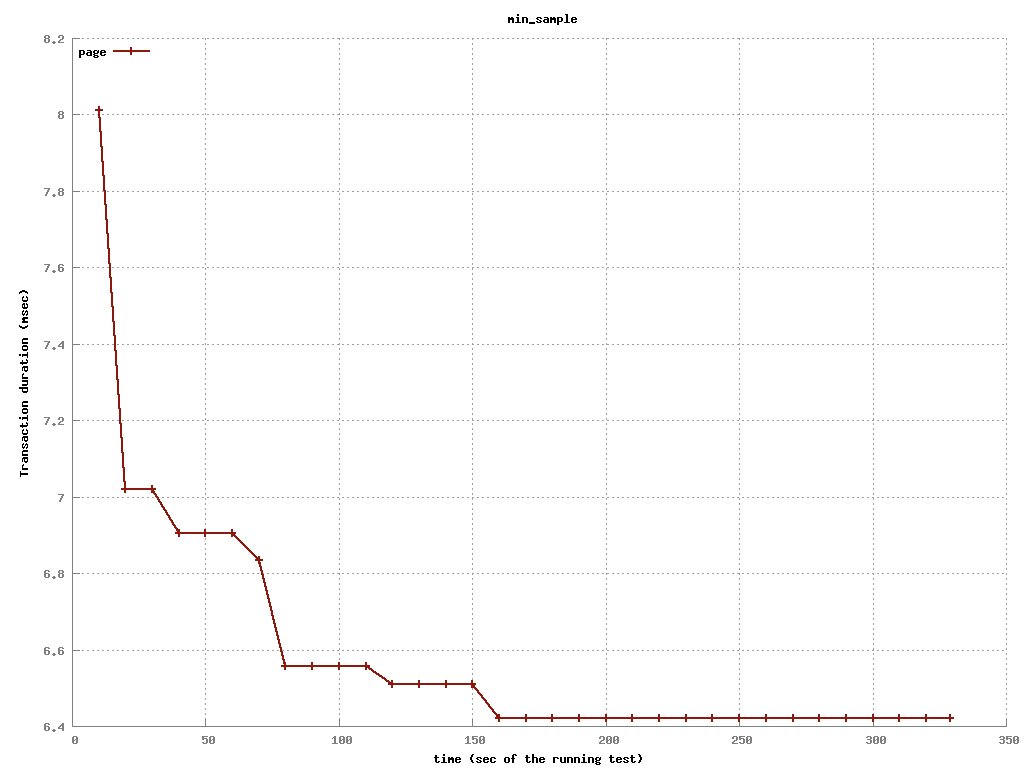 min_sample
8.2
page
8
7.8
7.6
7.4
7.2
7
6.8
6.6
6.4
Transaction duration (msec)
0 50 100 150 200 250 300 350
time (sec of the running test)